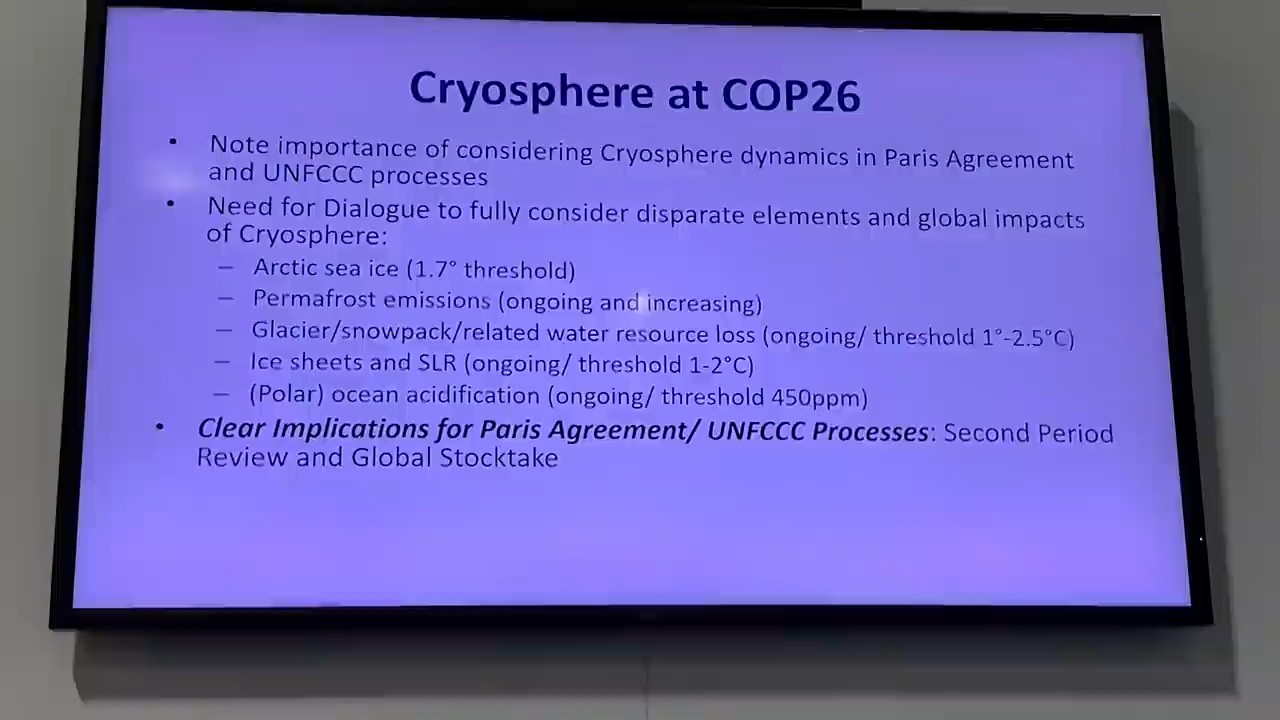 Cryosphere at COP26
• Note importance of considering Cryosphere dynamics in Paris Agreement
and UNFCCC processes
• Need for Dialogue to fully consider disparate elements and global impacts
of Cryosphere:
– Arctic sea ice (1.7° threshold)
– Permafrost emissions (ongoing and increasing)
– Glacier/snowpack/related water resource loss (ongoing/ threshold 1°-2.5°C)
– Ice sheets and SLR (ongoing/ threshold 1-2°C)
– (Polar) ocean acidification (ongoing/ threshold 450ppm)
• Clear Implications for Paris Agreement/ UNFCCC Processes: Second Period
Review and Global Stocktake